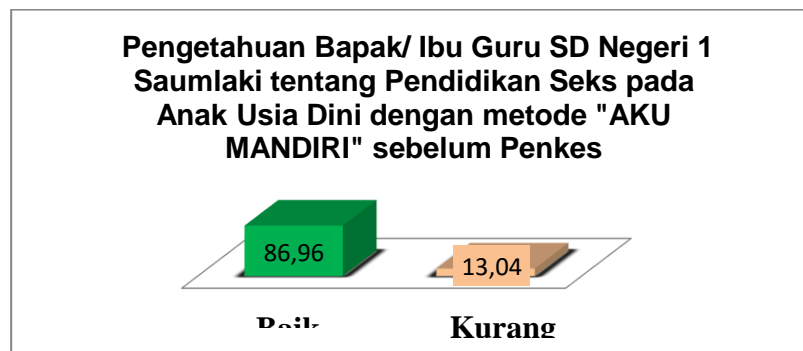 Pengetahuan Bapak/ Ibu Guru SD Negeri 1
Saumlaki tentang Pendidikan Seks pada
Anak Usia Dini dengan metode "AKU
MANDIRI" sebelum Penkes
86,96
13,04
Baik Kurang